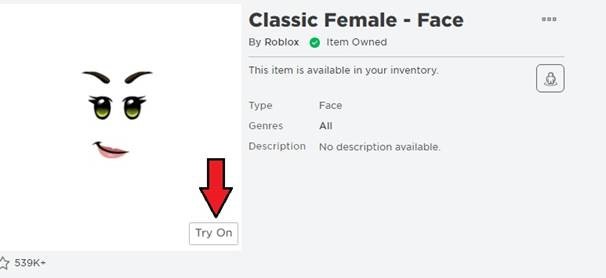 Classic Female - Face
By Roblox Item Owned
This item is available in your inventory.
Type Face
Genres All
Description No description available.
Try On
539K+